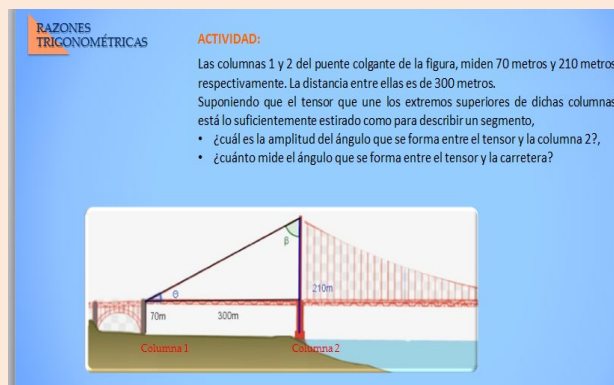 RAZONES
TRIGONOMÉTRICAS
ACTIVIDAD:
Las columnas 1 y 2 del puente colgante de la figura, miden 70 metros y 210 metros
respectivamente. La distancia entre ellas es de 300 metros.
Suponiendo que el tensor que une los extremos superiores de dichas columnas
está lo suficientemente estirado como para describir un segmento,
• ¿cuál es la amplitud del ángulo que se forma entre el tensor y la columna 2?,
• ¿cuánto mide el ángulo que se forma entre el tensor y la carretera?
β
θ
210m
70m
300m
Columna 1
Columna 2